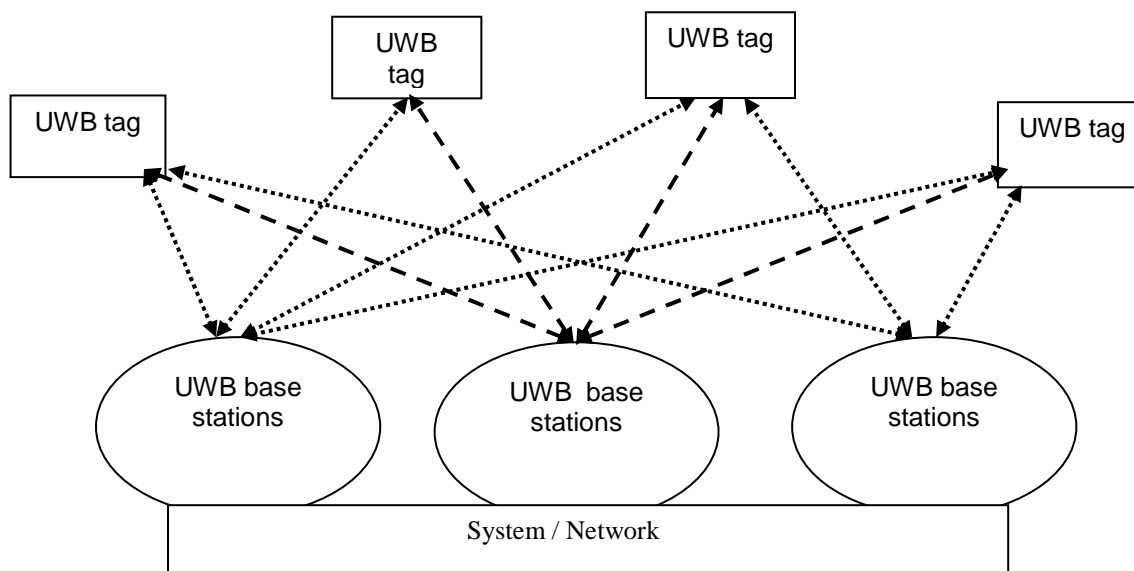 UWB tag
UWB
tag
UWB tag
UWB tag
UWB base
stations
UWB base
stations
UWB base
stations
System / Network